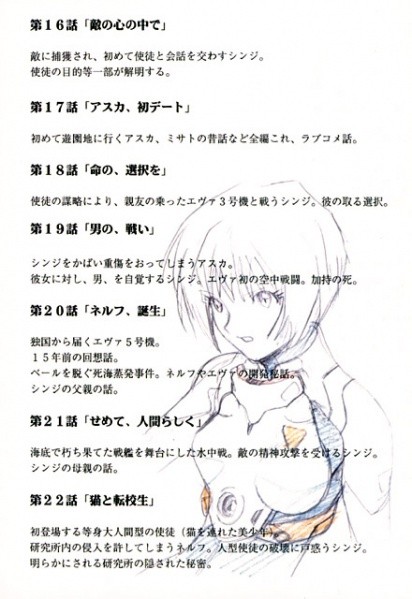 第16話「敵の心の中で」
敵に捕獲され、初めて使徒と会話を交わすシンジ。
使徒の目的等一部が解明する。
第17話「アスカ、初デート」
初めて遊園地に行くアスカ、ミサトの昔話など全編これ、ラブコメ話。
第18話「命の、選択を」
使徒の謀略により、親友の乗ったエヴァ3号機と戦うシンジ。彼の取る選択。
第19話「男の、戦い」
シンジをかばい重傷をおってしまうアスカ。
彼女に対し、男、を自覚するシンジ。エヴァ初の空中戦闘。加持の死。
第20話「ネルフ、誕生」
独国から届くエヴァ5号機。
15年前の回想話。
ベールを脱ぐ死海蒸発事件。ネルフやエヴァの開発秘話。
シンジの父親の話。
第21話「せめて、人間らしく」
海底で朽ち果てた戦艦を舞台にした水中戦。敵の精神攻撃を受けるシンジ。
シンジの母親の話。
第22話「猫と転校生」
初登場する等身大人間型の使徒（猫を連れた美少年）。
研究所内の侵入を許してしまうネルフ。人型使徒の破壊に戸惑うシンジ。
明らかにされる研究所の隠された秘密。